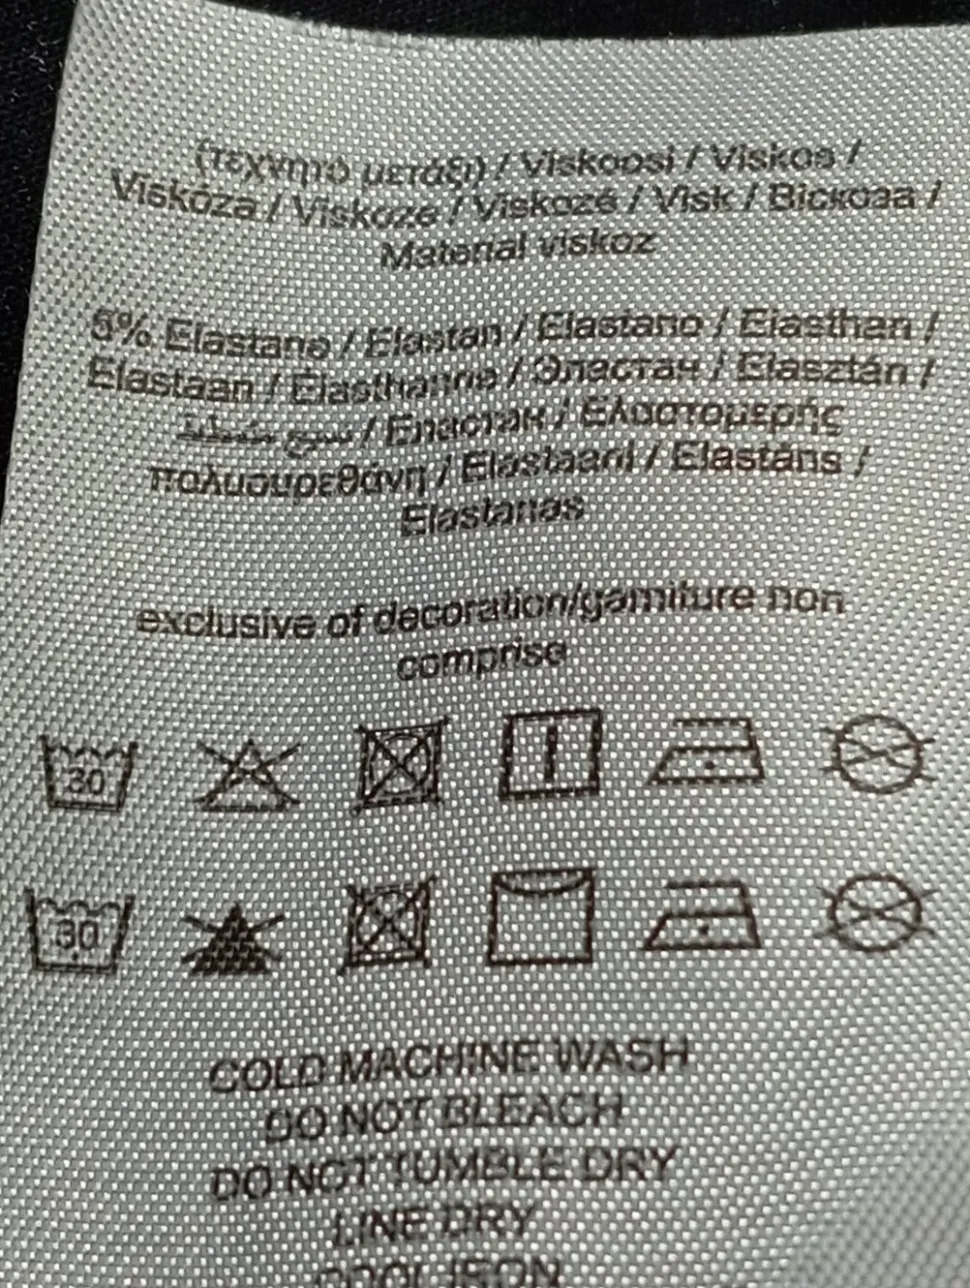 (τεχνητό μετάξι) / Viskoosi / Viskos /
Viskóza / Viskoze / Viskozė / Visk / Віскоза /
Material viskoz
5% Elastane / Elastan / Elastano / Elasthan /
Elastaan / Elasthanne / Эластан / Elasztán /
/ Еластан / Ελαστομερής
πολυουρεθάνη / Elastaani / Elastāns /
Elastanas
exclusive of decoration/garniture non
comprise
30
30
COLD MACHINE WASH
DO NOT BLEACH
DO NOT TUMBLE DRY
LINE DRY
COOL IRON